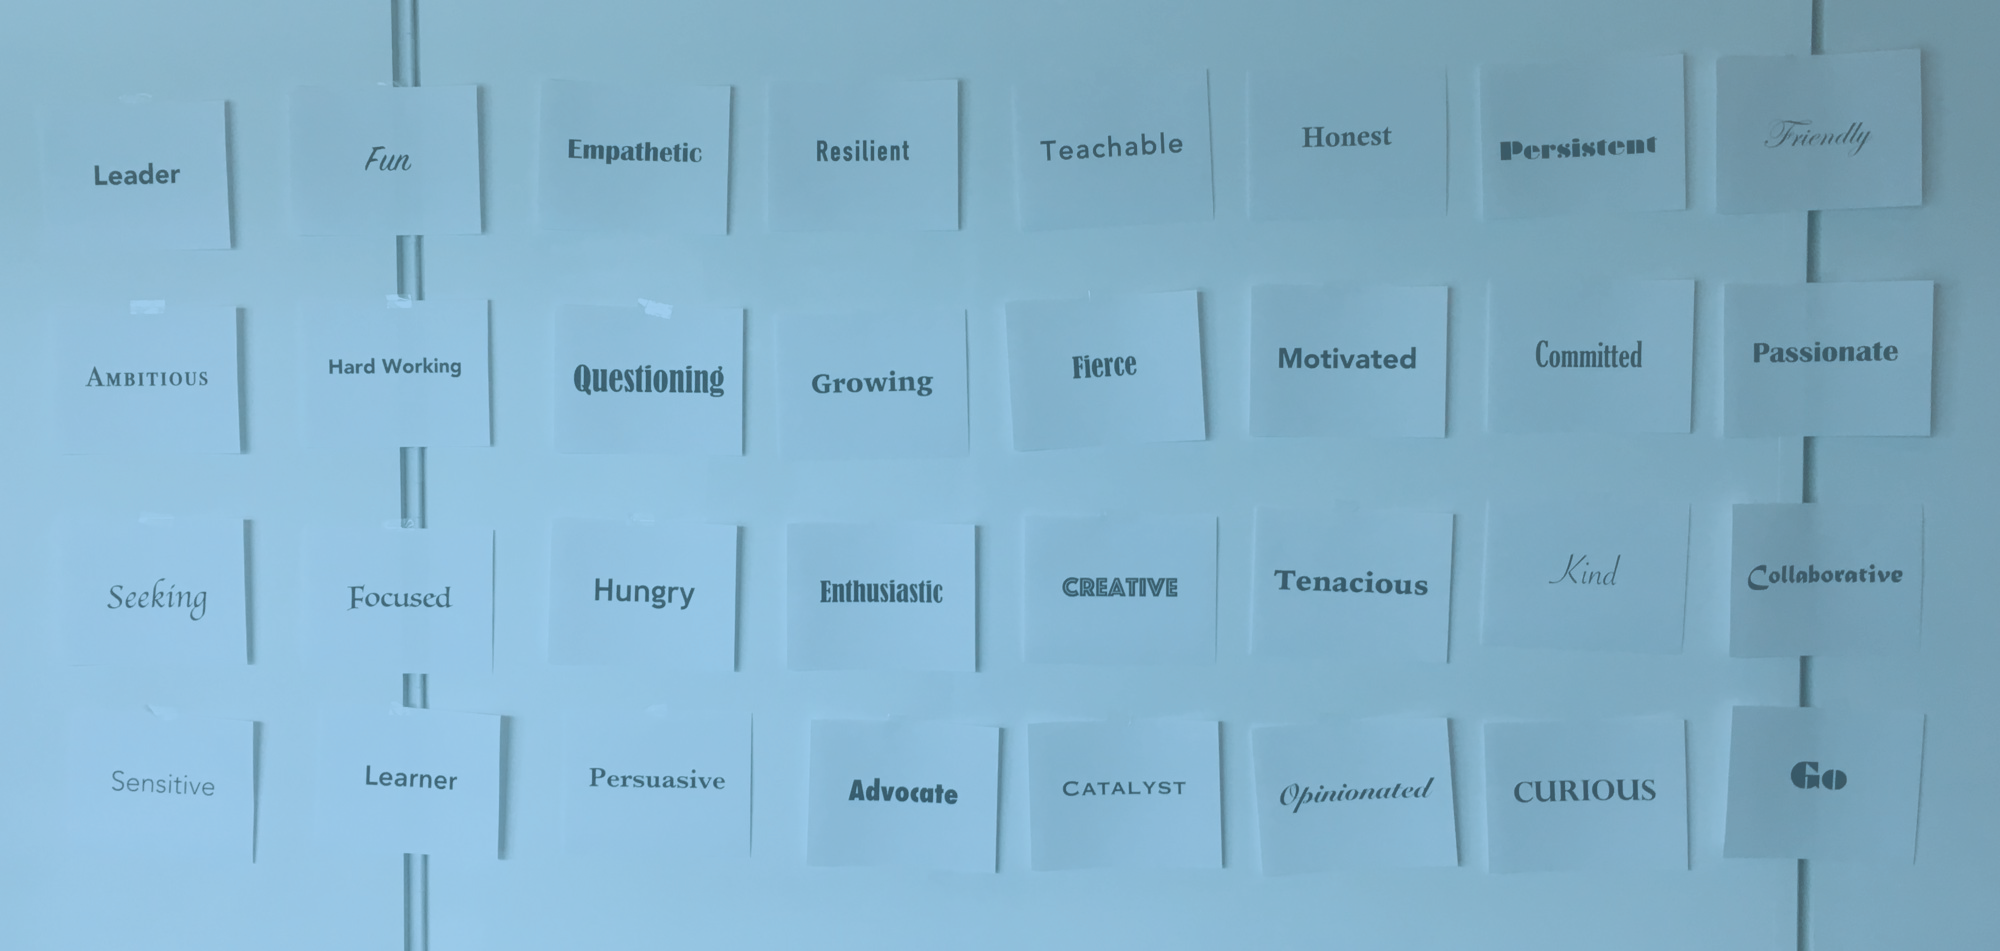 Leader
Fun
Empathetic
Resilient
Teachable
Honest
Persistent
Friendly
AMBITIOUS
Hard Working
Questioning
Growing
Fierce
Motivated
Committed
Passionate
Seeking
Focused
Hungry
Enthusiastic
CREATIVE
Tenacious
Kind
Collaborative
Sensitive
Learner
Persuasive
Advocate
CATALYST
Opinionated
CURIOUS
Go